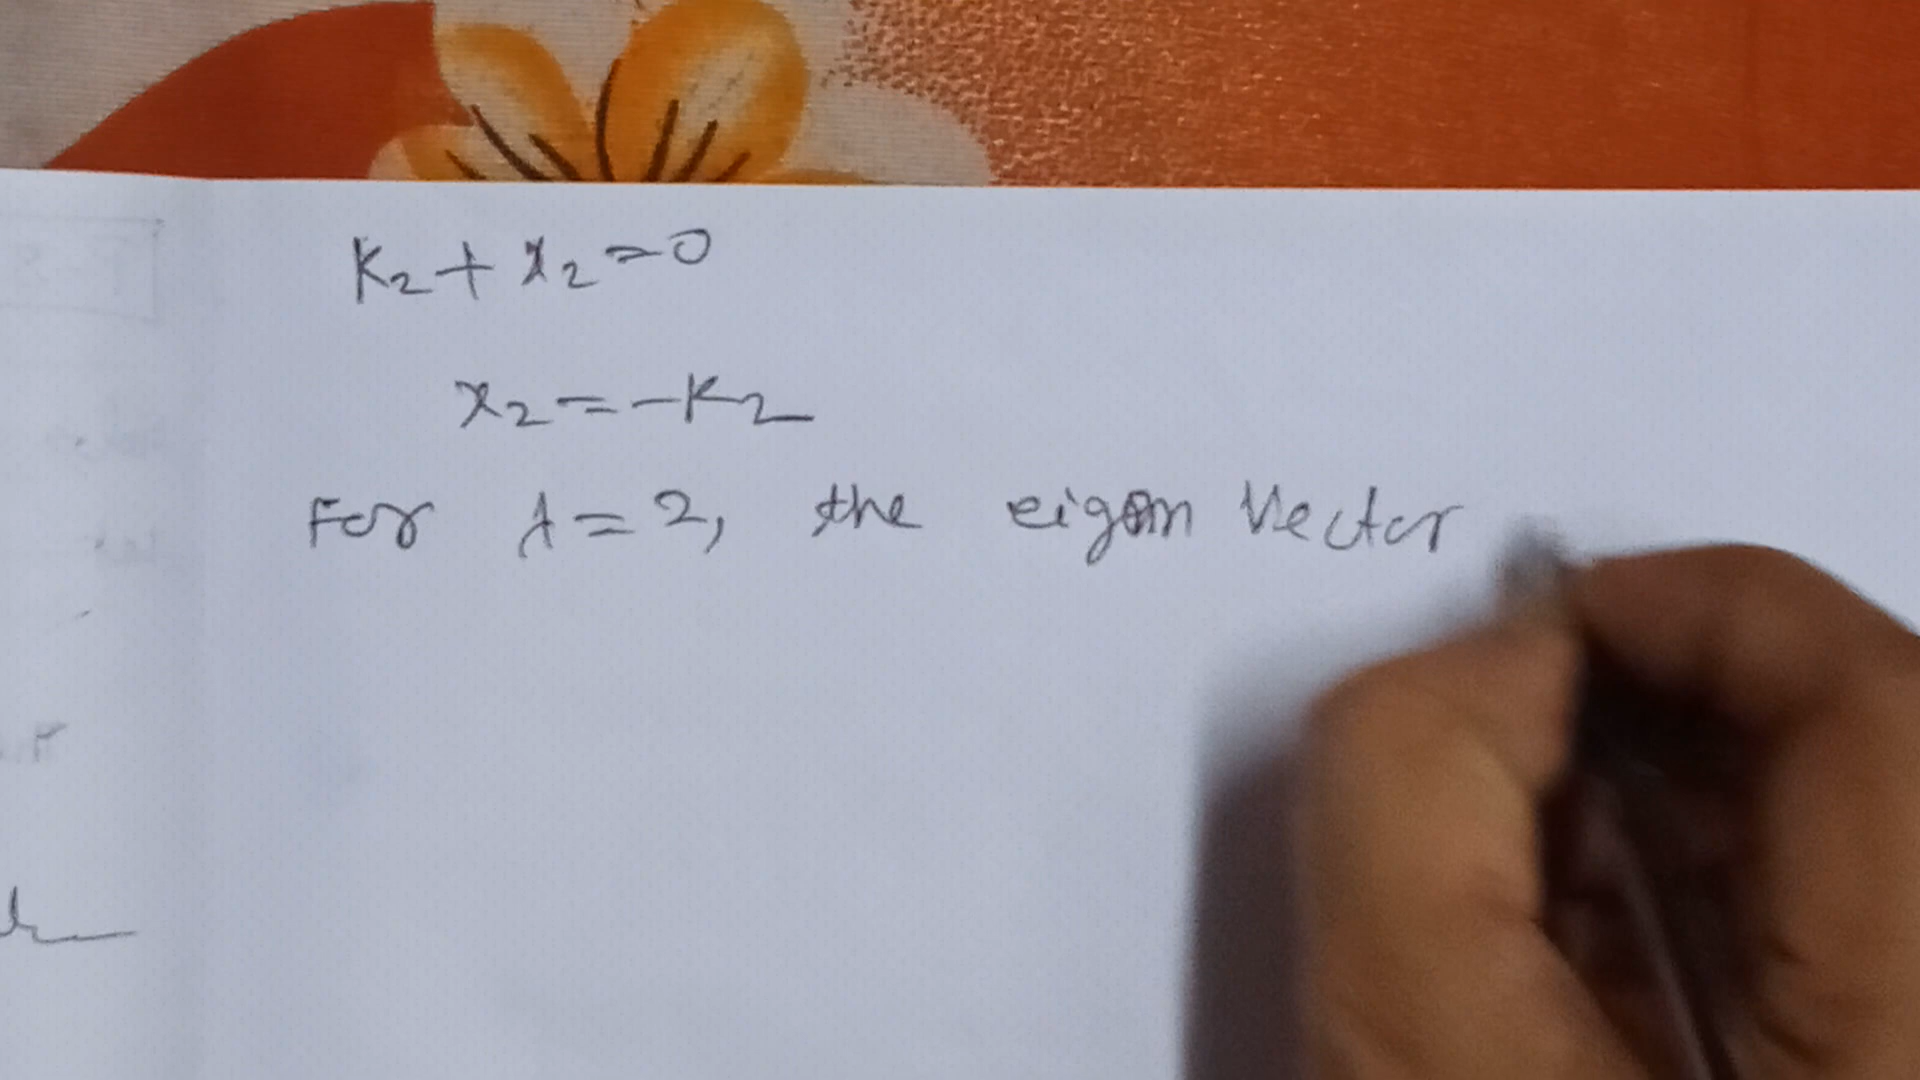 K₂ + x₂ = 0
x₂ = -K₂
For λ = 2, the eigen Vector